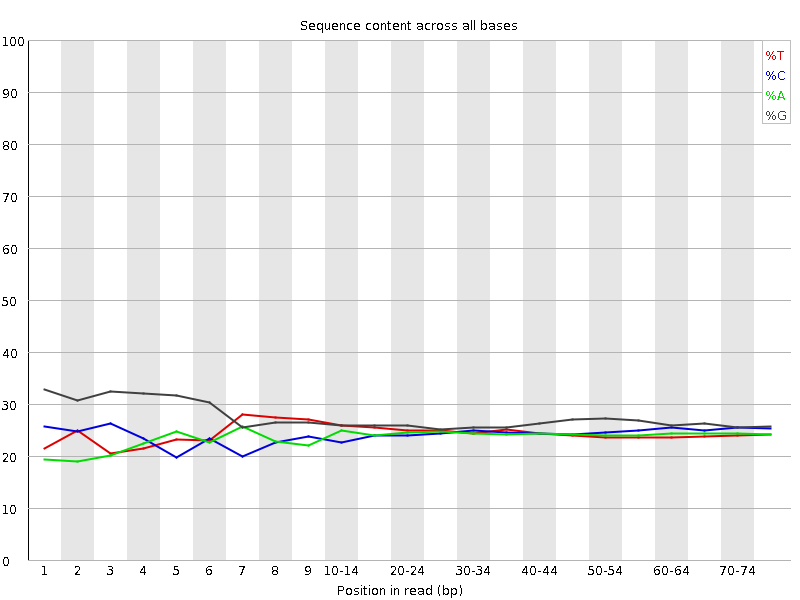 Sequence content across all bases
100
90
80
70
60
50
40
30
20
10
0
%T
%C
%A
%G
1 2 3 4 5 6 7 8 9 10-14 20-24 30-34 40-44 50-54 60-64 70-74
Position in read (bp)